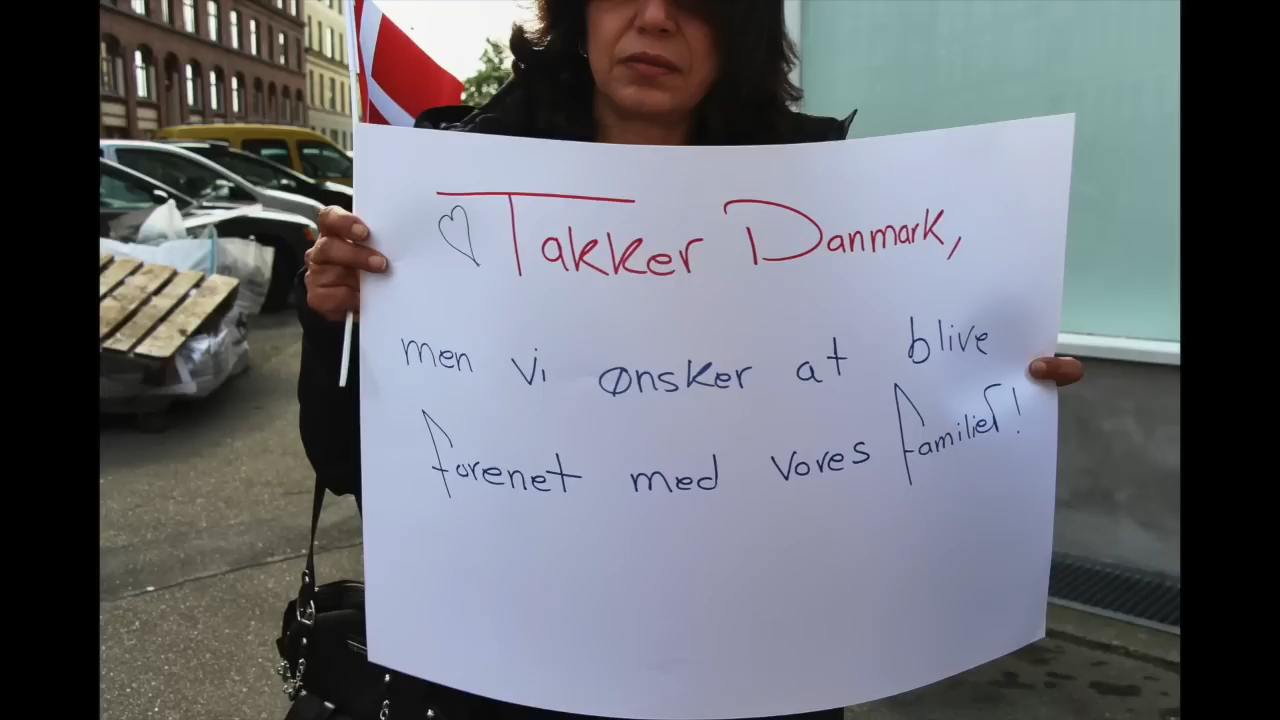 ♡ Takker Danmark,
men vi ønsker at blive
forenet med vores familier!